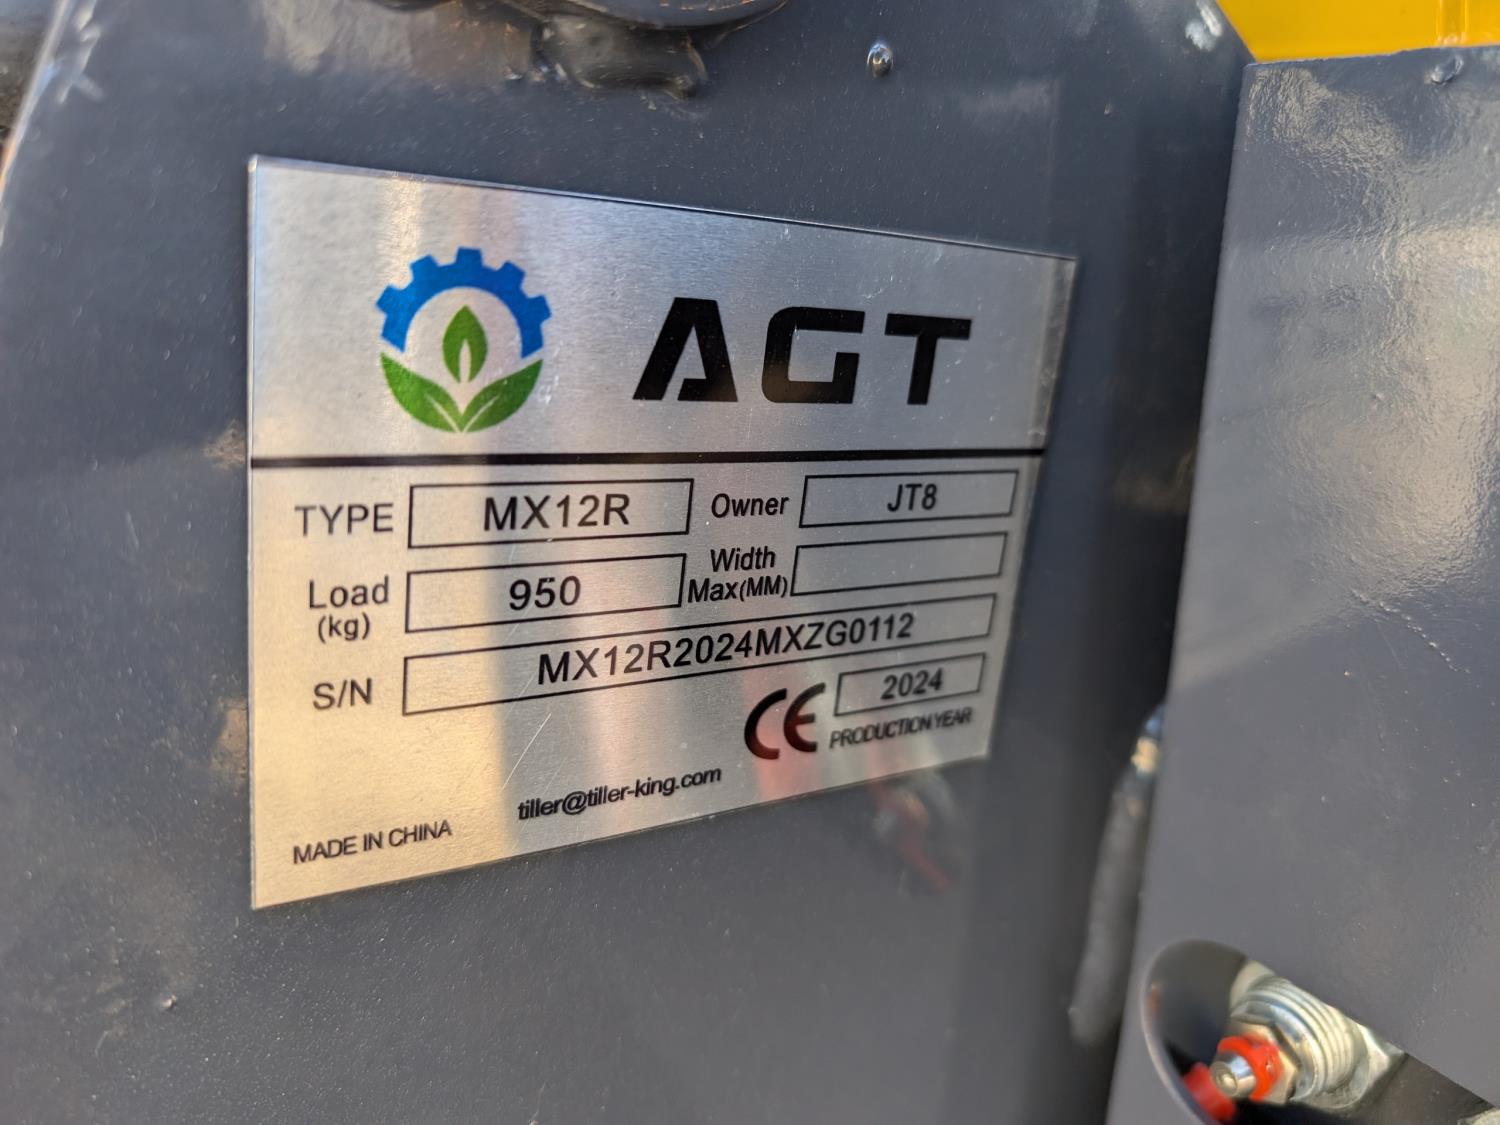 AGT
TYPE MX12R Owner JT8
Load (kg) 950 Width Max(MM)
S/N MX12R2024MXZG0112
CE 2024
PRODUCTION YEAR
tiller@tiller-king.com
MADE IN CHINA